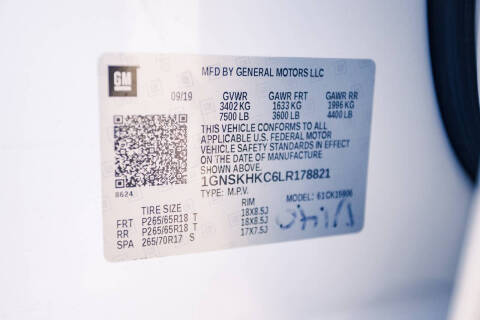 GM
MFD BY GENERAL MOTORS LLC
09/19 GVWR GAWR FRT GAWR RR
3402 KG 1633 KG 1996 KG
7500 LB 3600 LB 4400 LB
THIS VEHICLE CONFORMS TO ALL
APPLICABLE U.S. FEDERAL MOTOR
VEHICLE SAFETY STANDARDS IN EFFECT
ON THE DATE OF MANUFACTURE
SHOWN ABOVE.
1GNSKHKC6LR178821
8624 TYPE: M.P.V. MODEL: 61CK15906
TIRE SIZE RIM
FRT P265/65R18 T 18X8.5J
RR P265/65R18 T 18X8.5J
SPA 265/70R17 S 17X7.5J